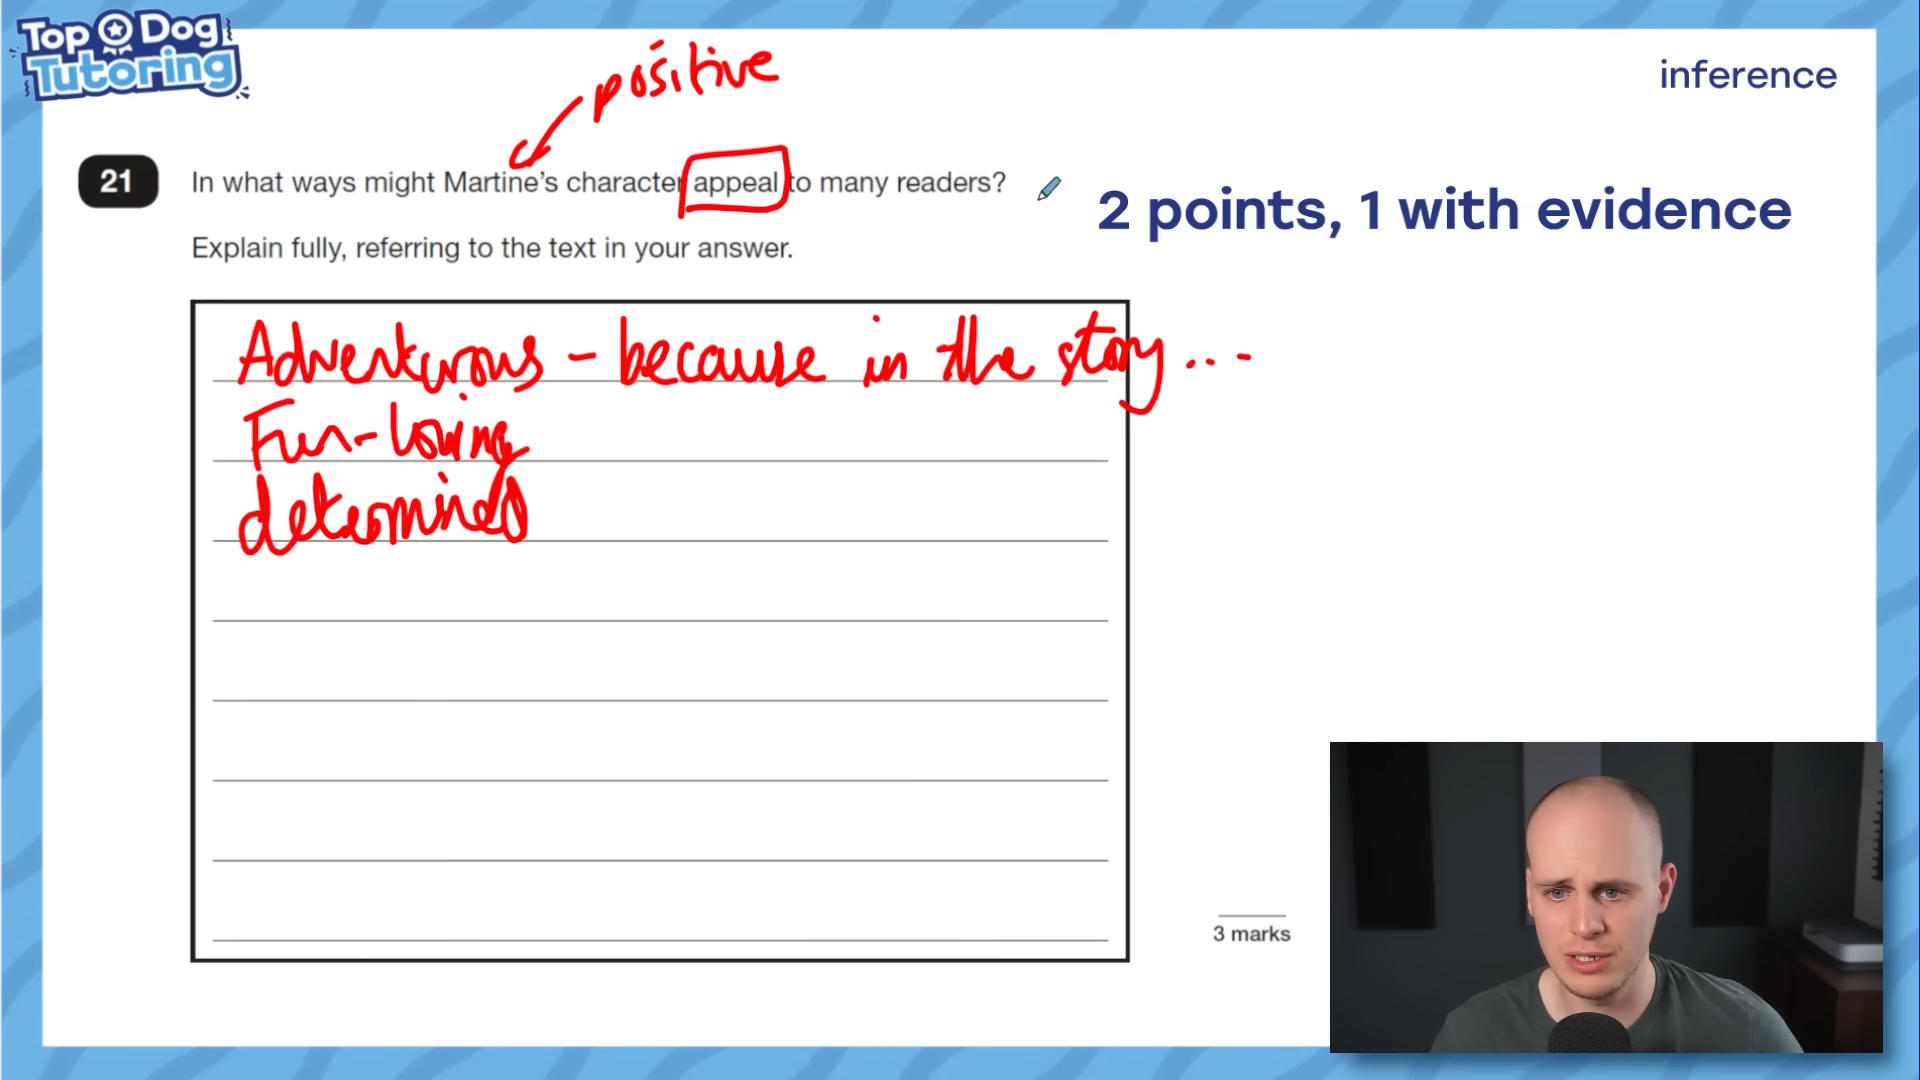 Top Dog
Tutoring
positive
inference
21 In what ways might Martine's character appeal to many readers?
2 points, 1 with evidence
Explain fully, referring to the text in your answer.
Adventurous - because in the story...
Fun-loving
determined
3 marks